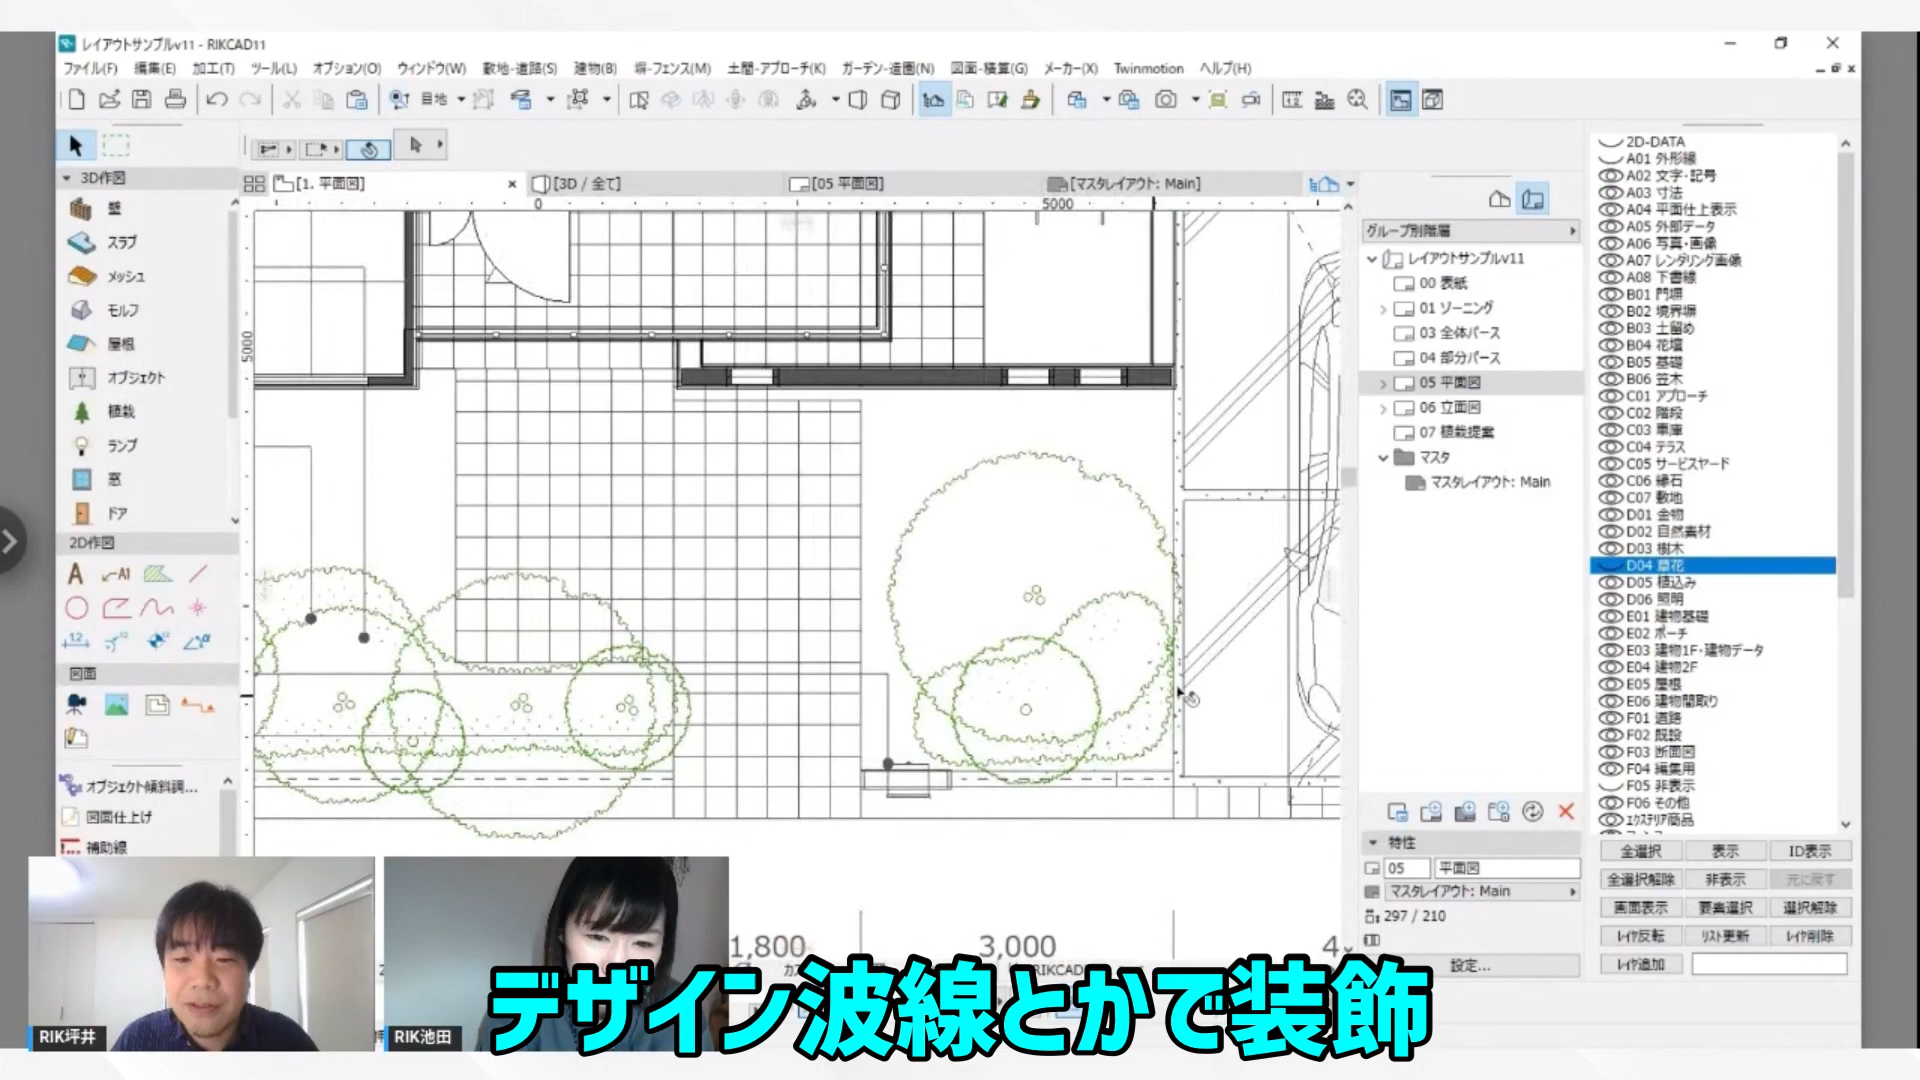 レイアウトサンプルv11 - RIKCAD11
ファイル(F) 編集(E) 加工(T) ツール(L) オプション(O) ウィンドウ(W) 敷地-道路(S) 建物(B) 塀-フェンス(M) 土間-アプローチ(K) ガーデン-造園(N) 図面-積算(G) メーカー(X) Twinmotion ヘルプ(H)
目地
3D作図
壁
スラブ
メッシュ
モルフ
屋根
オブジェクト
植栽
ランプ
窓
ドア
2D作図
A A1
図面
オブジェクト傾斜調...
図面仕上げ
補助線
[1. 平面図] [3D / 全て] [05 平面図] [マスタレイアウト: Main]
0 5000
5000
1,800 3,000 4
グループ別階層
レイアウトサンプルv11
00 表紙
01 ゾーニング
03 全体パース
04 部分パース
05 平面図
06 立面図
07 植栽提案
マスタ
マスタレイアウト: Main
特性
05 平面図
マスタレイアウト: Main
297 / 210
設定...
2D-DATA
A01 外形線
A02 文字・記号
A03 寸法
A04 平面仕上表示
A05 外部データ
A06 写真・画像
A07 レンダリング画像
A08 下書線
B01 門塀
B02 境界塀
B03 土留め
B04 花壇
B05 基礎
B06 笠木
C01 アプローチ
C02 階段
C03 車庫
C04 テラス
C05 サービスヤード
C06 縁石
C07 敷地
D01 金物
D02 自然素材
D03 樹木
D04 草花
D05 植込み
D06 照明
E01 建物基礎
E02 ポーチ
E03 建物1F・建物データ
E04 建物2F
E05 屋根
E06 建物間取り
F01 道路
F02 既設
F03 断面図
F04 編集用
F05 非表示
F06 その他
エクステリア商品
全選択 表示 ID表示
全選択解除 非表示 元に戻す
画面表示 要素選択 選択解除
レイヤ反転 リスト更新 レイヤ削除
レイヤ追加
RIK坪井
RIK池田
RIKCAD
デザイン波線とかで装飾